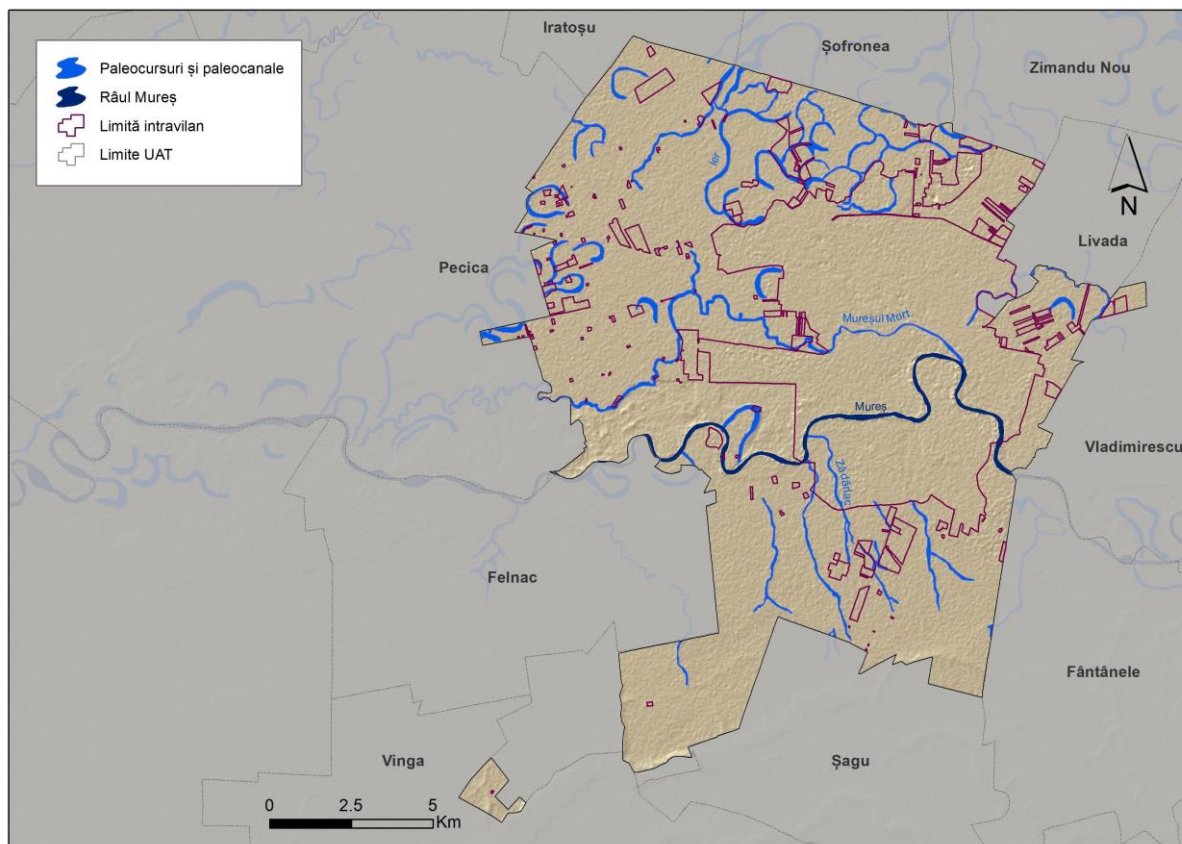 Iratoșu
Șofronea
Zimandu Nou
Paleocursuri și paleocanale
Râul Mureș
Limită intravilan
Limite UAT
Ier
N
Livada
Pecica
Mureșul Mort
Mureș
Vladimirescu
Zădârlac
Felnac
Fântânele
Vinga
Șagu
0 2.5 5
Km